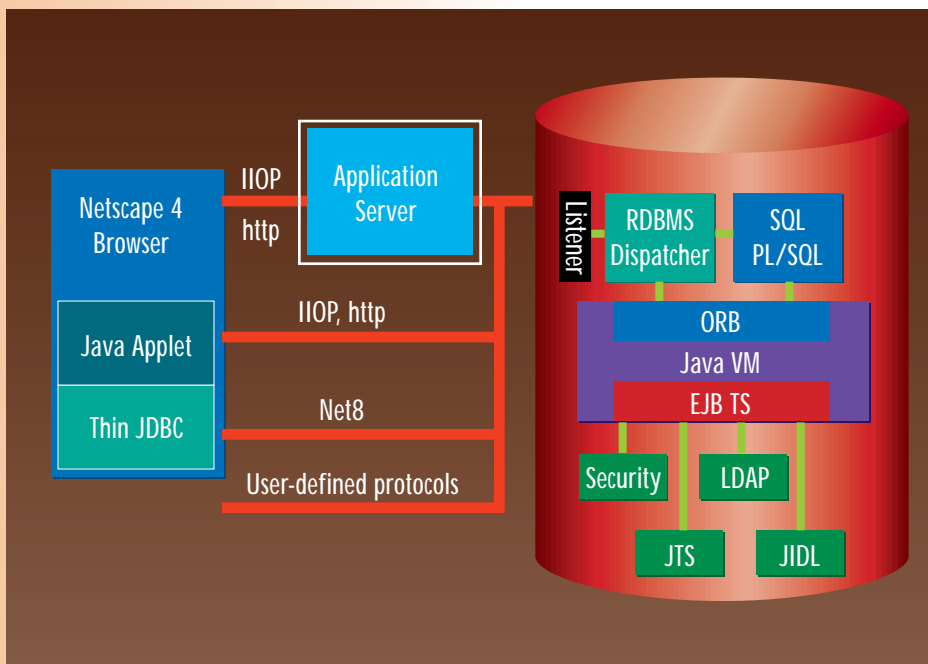 Netscape 4
Browser
Java Applet
Thin JDBC
IIOP
http
Application
Server
IIOP, http
Net8
User-defined protocols
Listener
RDBMS
Dispatcher
SQL
PL/SQL
ORB
Java VM
EJB TS
Security
LDAP
JTS
JIDL